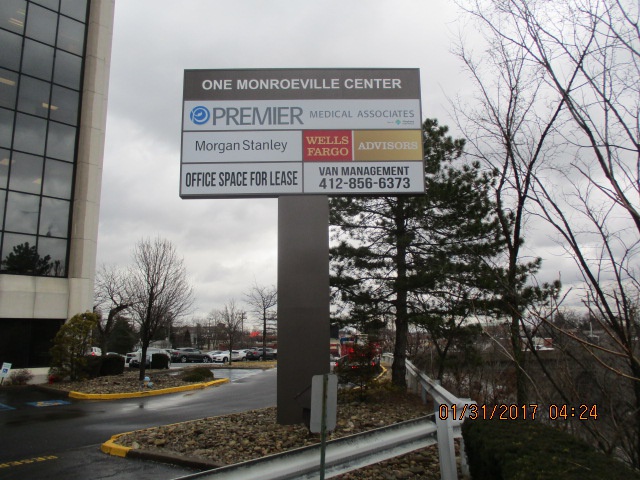 ONE MONROEVILLE CENTER
PREMIER MEDICAL ASSOCIATES
Morgan Stanley
WELLS
FARGO
ADVISORS
OFFICE SPACE FOR LEASE
VAN MANAGEMENT
412-856-6373
01/31/2017 04:24